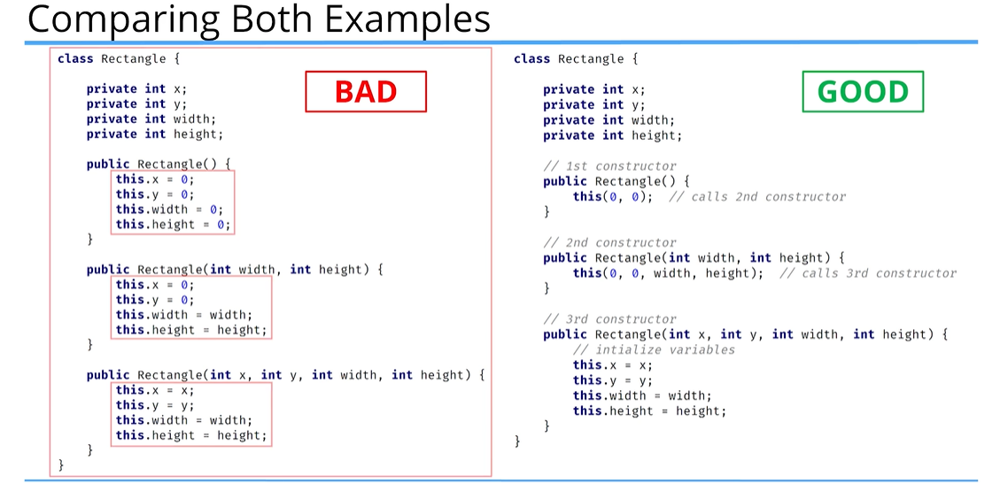 Comparing Both Examples
class Rectangle {
BAD
private int x;
private int y;
private int width;
private int height;
public Rectangle() {
this.x = 0;
this.y = 0;
this.width = 0;
this.height = 0;
}
public Rectangle(int width, int height) {
this.x = 0;
this.y = 0;
this.width = width;
this.height = height;
}
public Rectangle(int x, int y, int width, int height) {
this.x = x;
this.y = y;
this.width = width;
this.height = height;
}
}
class Rectangle {
GOOD
private int x;
private int y;
private int width;
private int height;
// 1st constructor
public Rectangle() {
this(0, 0);  // calls 2nd constructor
}
// 2nd constructor
public Rectangle(int width, int height) {
this(0, 0, width, height);  // calls 3rd constructor
}
// 3rd constructor
public Rectangle(int x, int y, int width, int height) {
// intialize variables
this.x = x;
this.y = y;
this.width = width;
this.height = height;
}
}